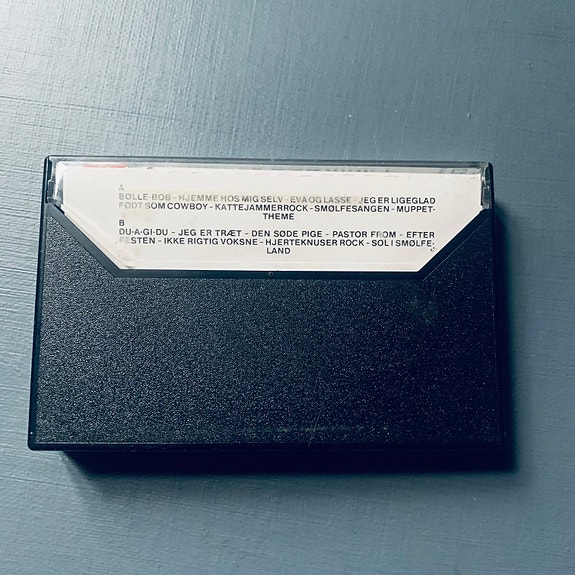 A
BØLLE-BOB - HJEMME HOS MIG SELV - EVA OG LASSE - JEG ER LIGEGLAD
FØDT SOM COWBOY - KATTEJAMMERROCK - SMØLFESANGEN - MUPPET-
THEME
B
DU-A-GI-DU - JEG ER TRÆT - DEN SØDE PIGE - PASTOR FROM - EFTER
FESTEN - IKKE RIGTIG VOKSNE - HJERTEKNUSER ROCK - SOL I SMØLFE-
LAND